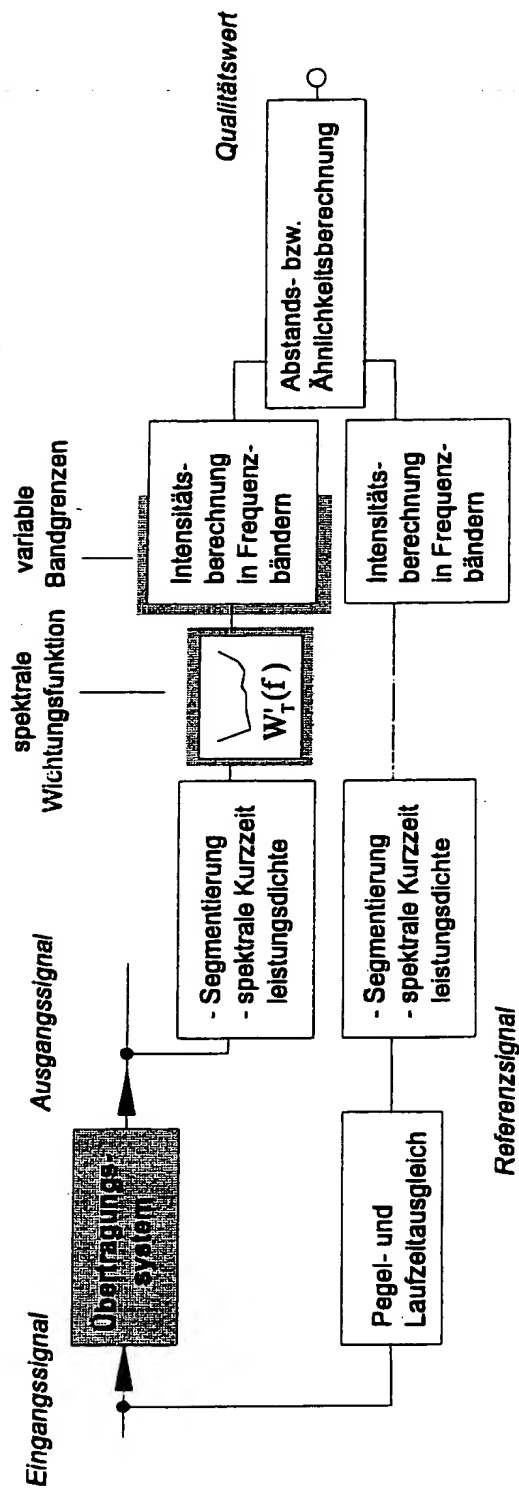 Eingangssignal
Übertragungs-
system
Ausgangssignal
spektrale
Wichtungsfunktion
variable
Bandgrenzen
Qualitätswert
- Segmentierung
- spektrale Kurzzeit
leistungsdichte
W'T(f)
Intensitäts-
berechnung
in Frequenz-
bändern
Abstands- bzw.
Ähnlichkeitsberechnung
Pegel- und
Laufzeitausgleich
- Segmentierung
- spektrale Kurzzeit
leistungsdichte
Intensitäts-
berechnung
in Frequenz-
bändern
Referenzsignal